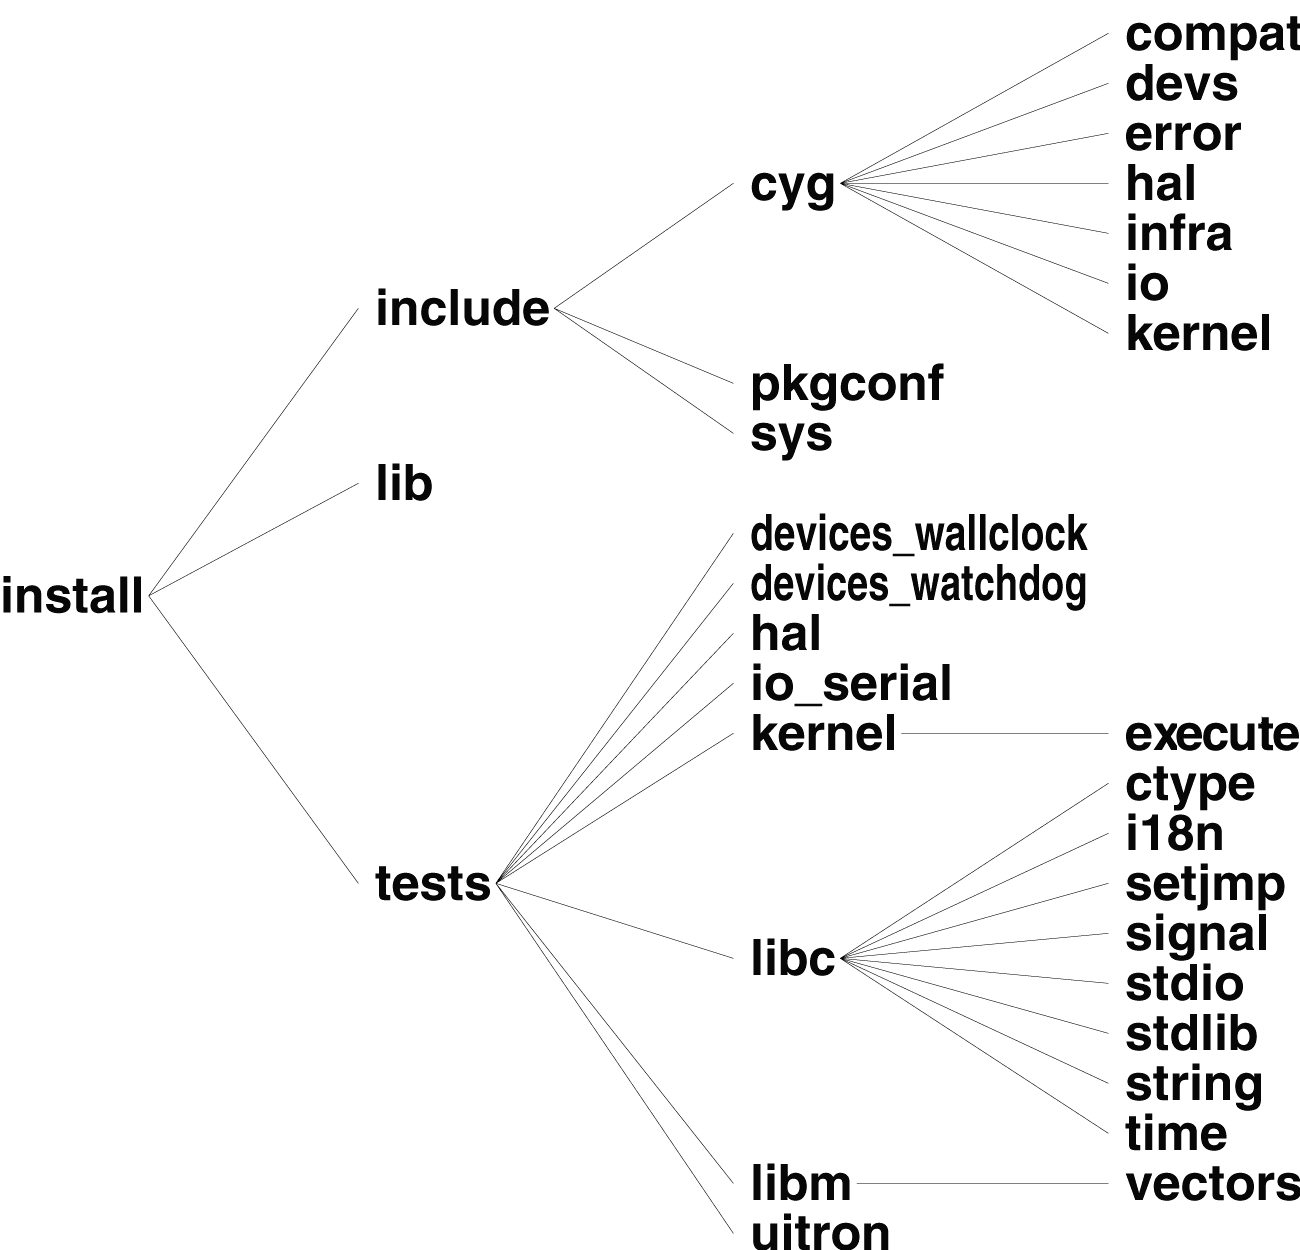 compat
devs
error
cyg hal
infra
io
include kernel
pkgconf
sys
lib
devices_wallclock
devices_watchdog
install
hal
io_serial
kernel execute
ctype
i18n
tests setjmp
signal
libc
stdio
stdlib
string
time
libm vectors
uitron